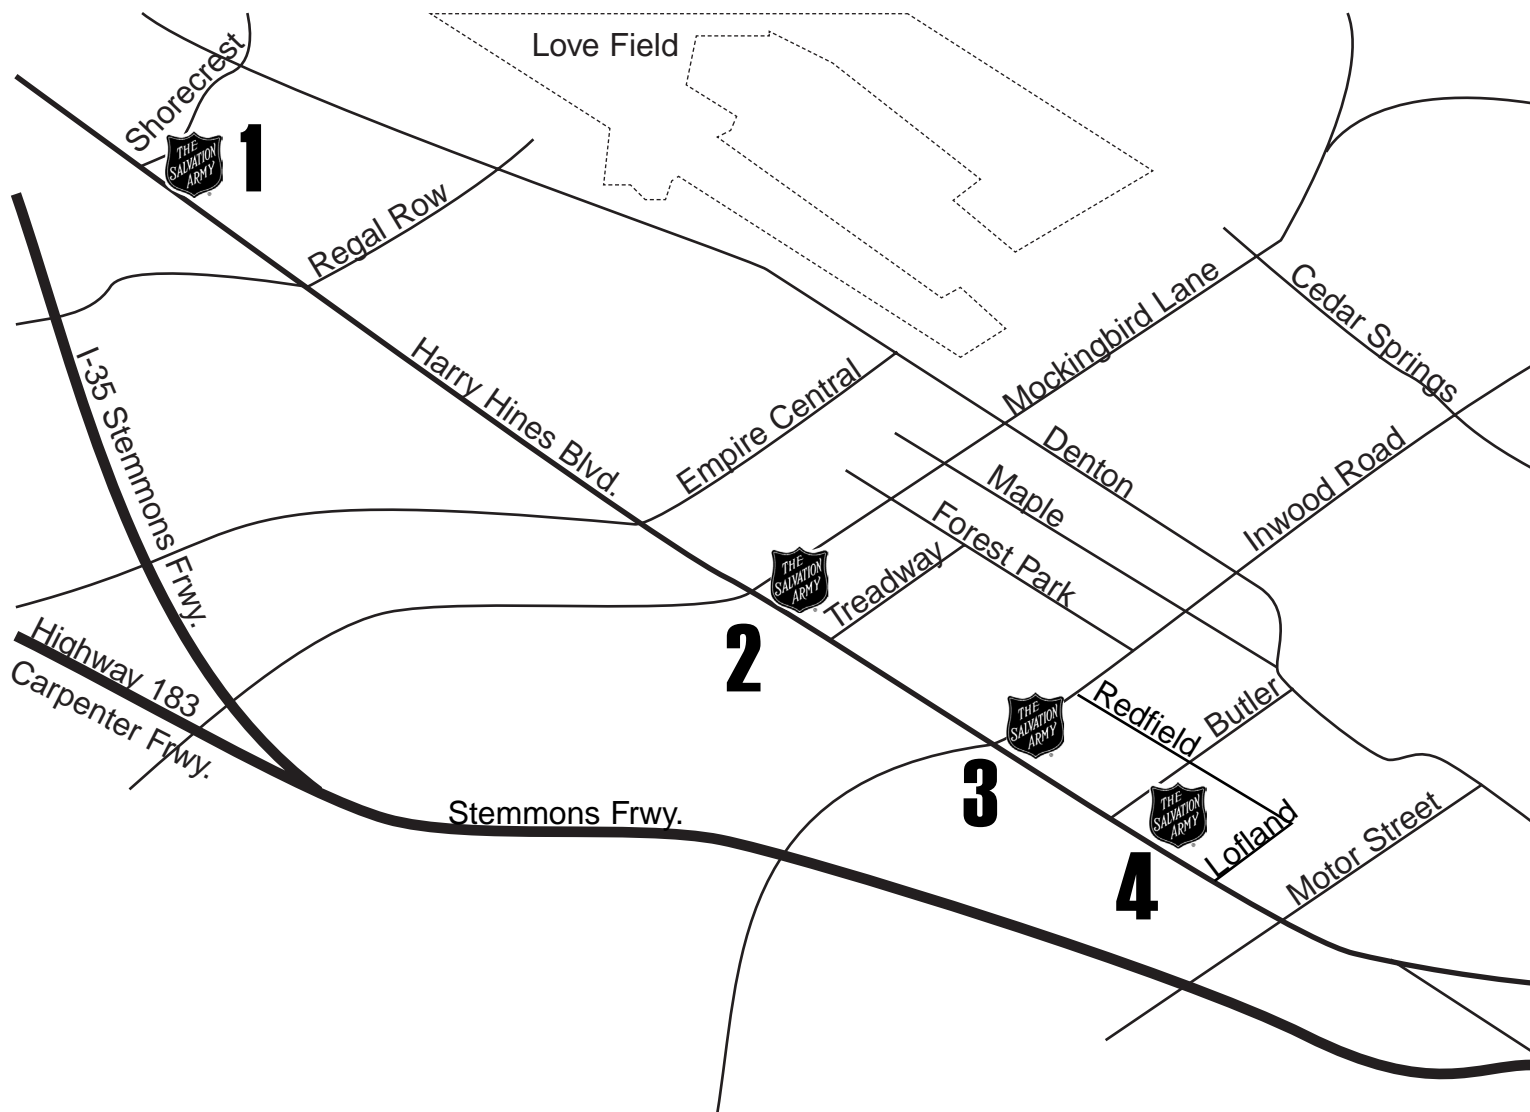 Love Field
Shorecrest
THE
SALVATION
ARMY
1
Regal Row
I-35 Stemmons Frwy.
Harry Hines Blvd.
Empire Central
Mockingbird Lane
Cedar Springs
Denton
Maple
Inwood Road
Forest Park
THE
SALVATION
ARMY
Treadway
2
Highway 183
Carpenter Frwy.
THE
SALVATION
ARMY
Redfield
Butler
3
Stemmons Frwy.
THE
SALVATION
ARMY
Lofland
4
Motor Street